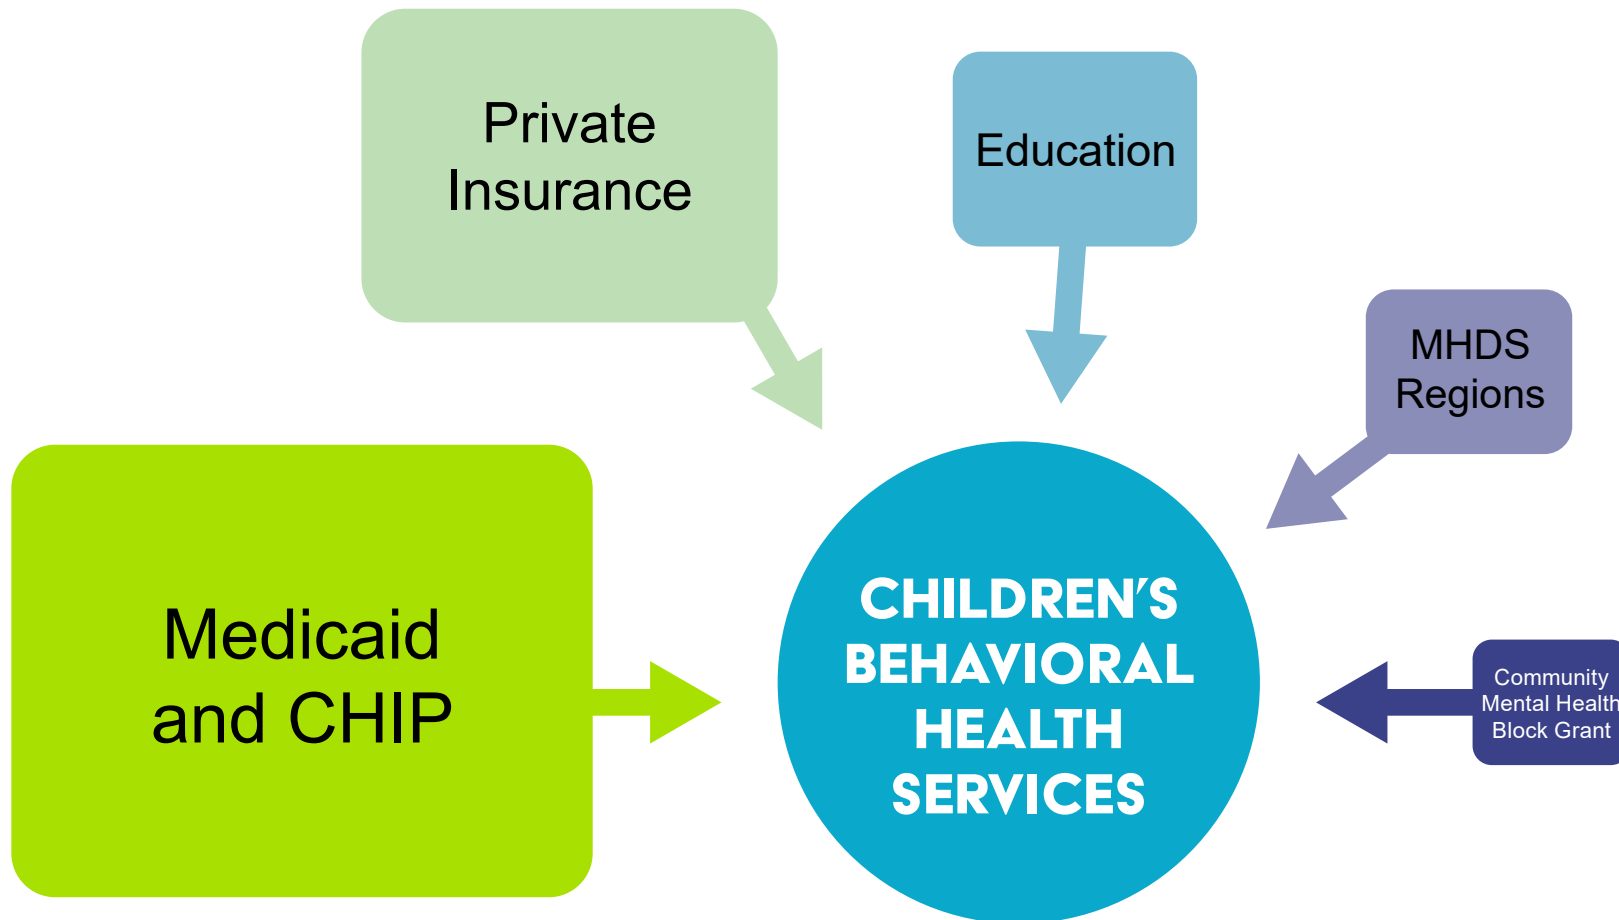 Private
Insurance
Education
MHDS
Regions
Medicaid
and CHIP
CHILDREN'S
BEHAVIORAL
HEALTH
SERVICES
Community
Mental Health
Block Grant